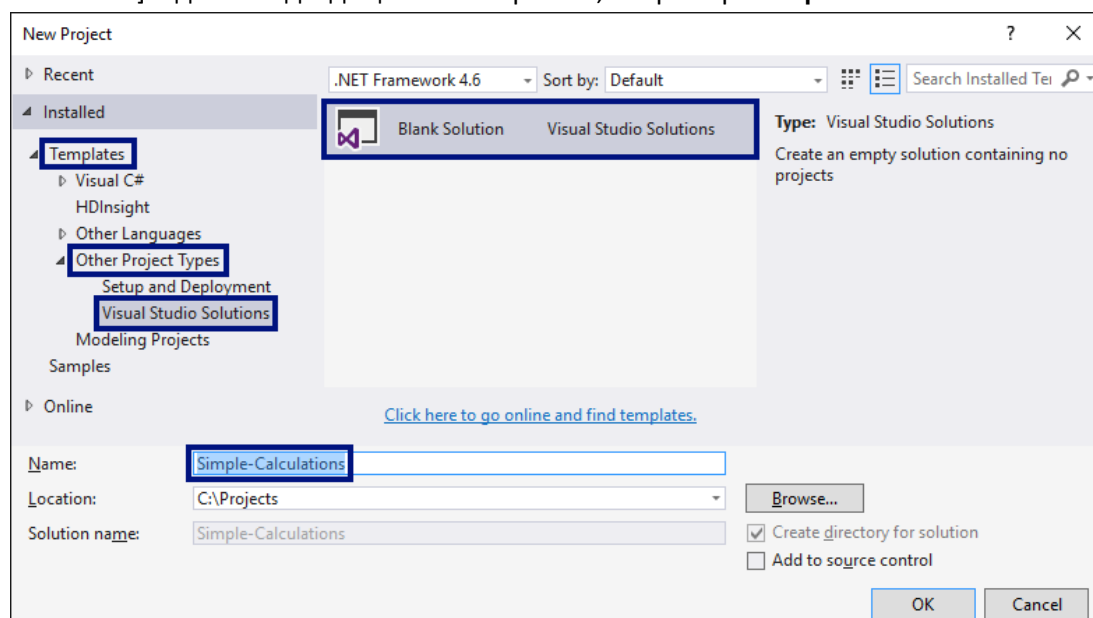 New Project
? ×
Recent
.NET Framework 4.6 Sort by: Default Search Installed Te
Installed
Blank Solution Visual Studio Solutions
Type: Visual Studio Solutions
Create an empty solution containing no
projects
Templates
Visual C#
HDInsight
Other Languages
Other Project Types
Setup and Deployment
Visual Studio Solutions
Modeling Projects
Samples
Online
Click here to go online and find templates.
Name: Simple-Calculations
Location: C:\Projects Browse...
Solution name: Simple-Calculations
Create directory for solution
Add to source control
OK Cancel